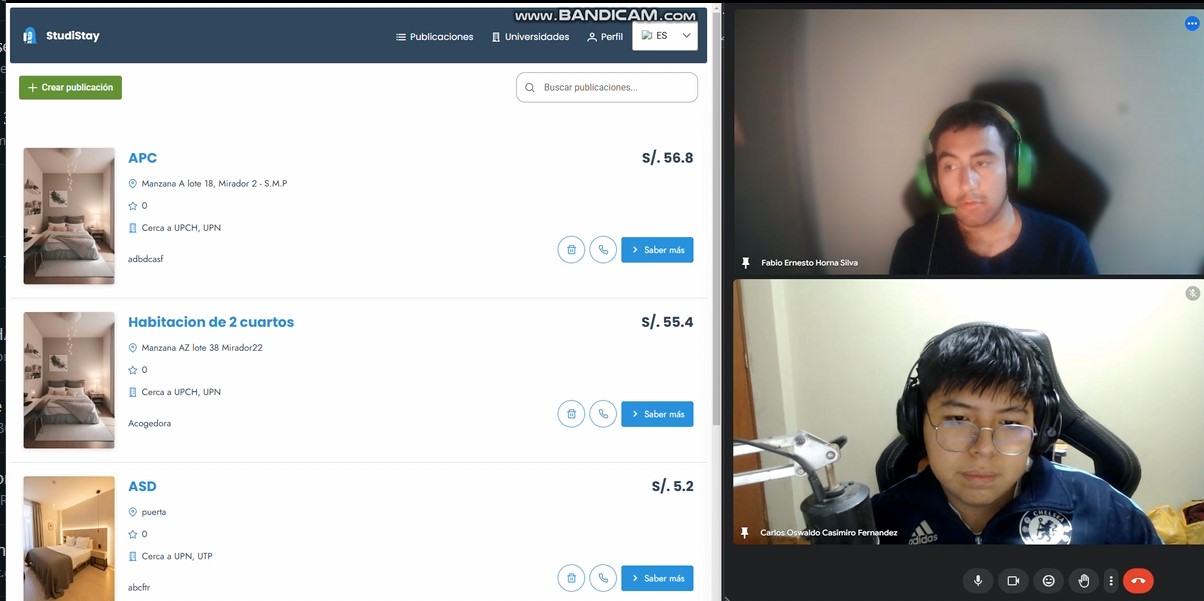 www.BANDICAM.com
StudiStay
Publicaciones
Universidades
Perfil
ES
Crear publicación
Buscar publicaciones...
APC
S/. 56.8
Manzana A lote 18, Mirador 2 - S.M.P
0
Cerca a UPCH, UPN
adbdcasf
Saber más
Habitacion de 2 cuartos
S/. 55.4
Manzana AZ lote 38 Mirador22
0
Cerca a UPCH, UPN
Acogedora
Saber más
ASD
S/. 5.2
puerta
0
Cerca a UPN, UTP
abcftr
Saber más
Fabio Ernesto Horna Silva
CHELSEA
adidas
Carlos Oswaldo Casimiro Fernandez